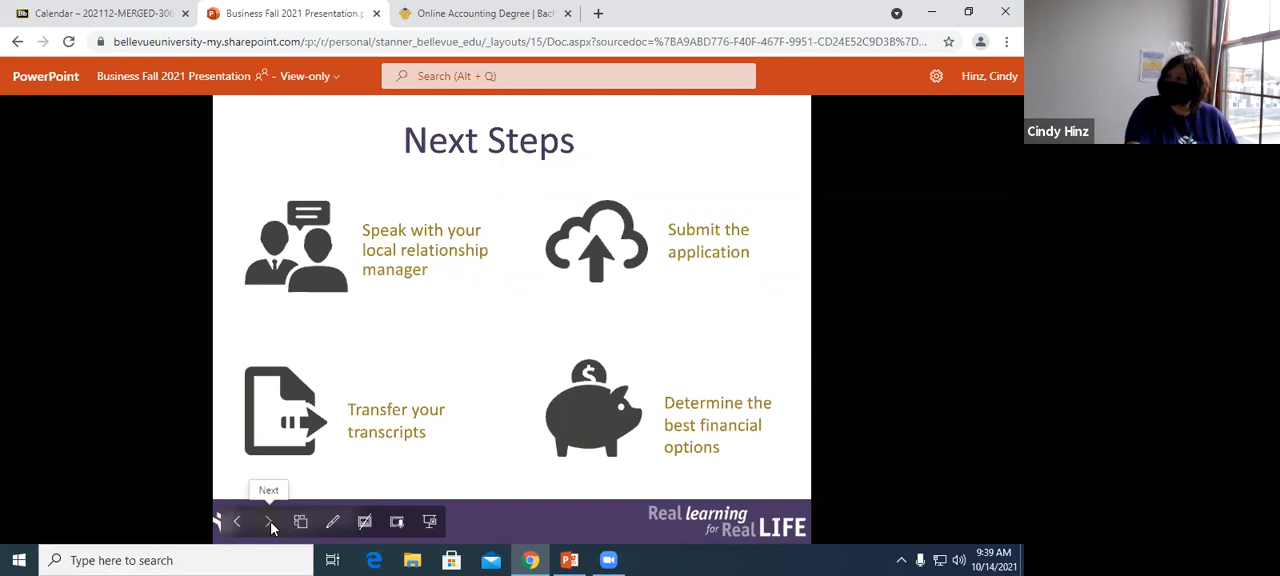 Calendar – 202112-MERGED-306
Business Fall 2021 Presentation.p
Online Accounting Degree | Bach
bellevueuniversity-my.sharepoint.com/:p:/r/personal/stanner_bellevue_edu/_layouts/15/Doc.aspx?sourcedoc=%7BA9ABD776-F40F-467F-9951-CD24E52C9D3B%7D...
PowerPoint
Business Fall 2021 Presentation - View-only
Search (Alt + Q)
Hinz, Cindy
Cindy Hinz
Next Steps
Speak with your
local relationship
manager
Submit the
application
Transfer your
transcripts
Determine the
best financial
options
Next
Real learning
for Real LIFE
Type here to search
9:39 AM
10/14/2021